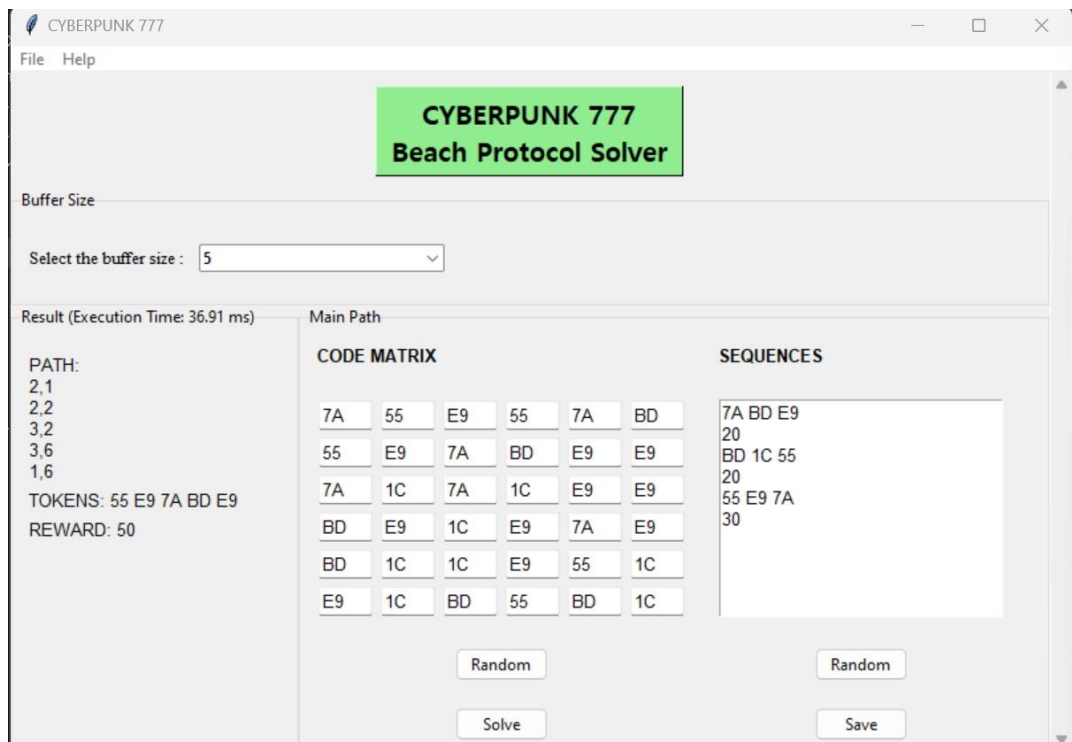 CYBERPUNK 777
File Help
CYBERPUNK 777
Beach Protocol Solver
Buffer Size
Select the buffer size : 5
Result (Execution Time: 36.91 ms)
PATH:
2,1
2,2
3,2
3,6
1,6
TOKENS: 55 E9 7A BD E9
REWARD: 50
Main Path
CODE MATRIX
7A 55 E9 55 7A BD
55 E9 7A BD E9 E9
7A 1C 7A 1C E9 E9
BD E9 1C E9 7A E9
BD 1C 1C E9 55 1C
E9 1C BD 55 BD 1C
Random
Solve
SEQUENCES
7A BD E9
20
BD 1C 55
20
55 E9 7A
30
Random
Save